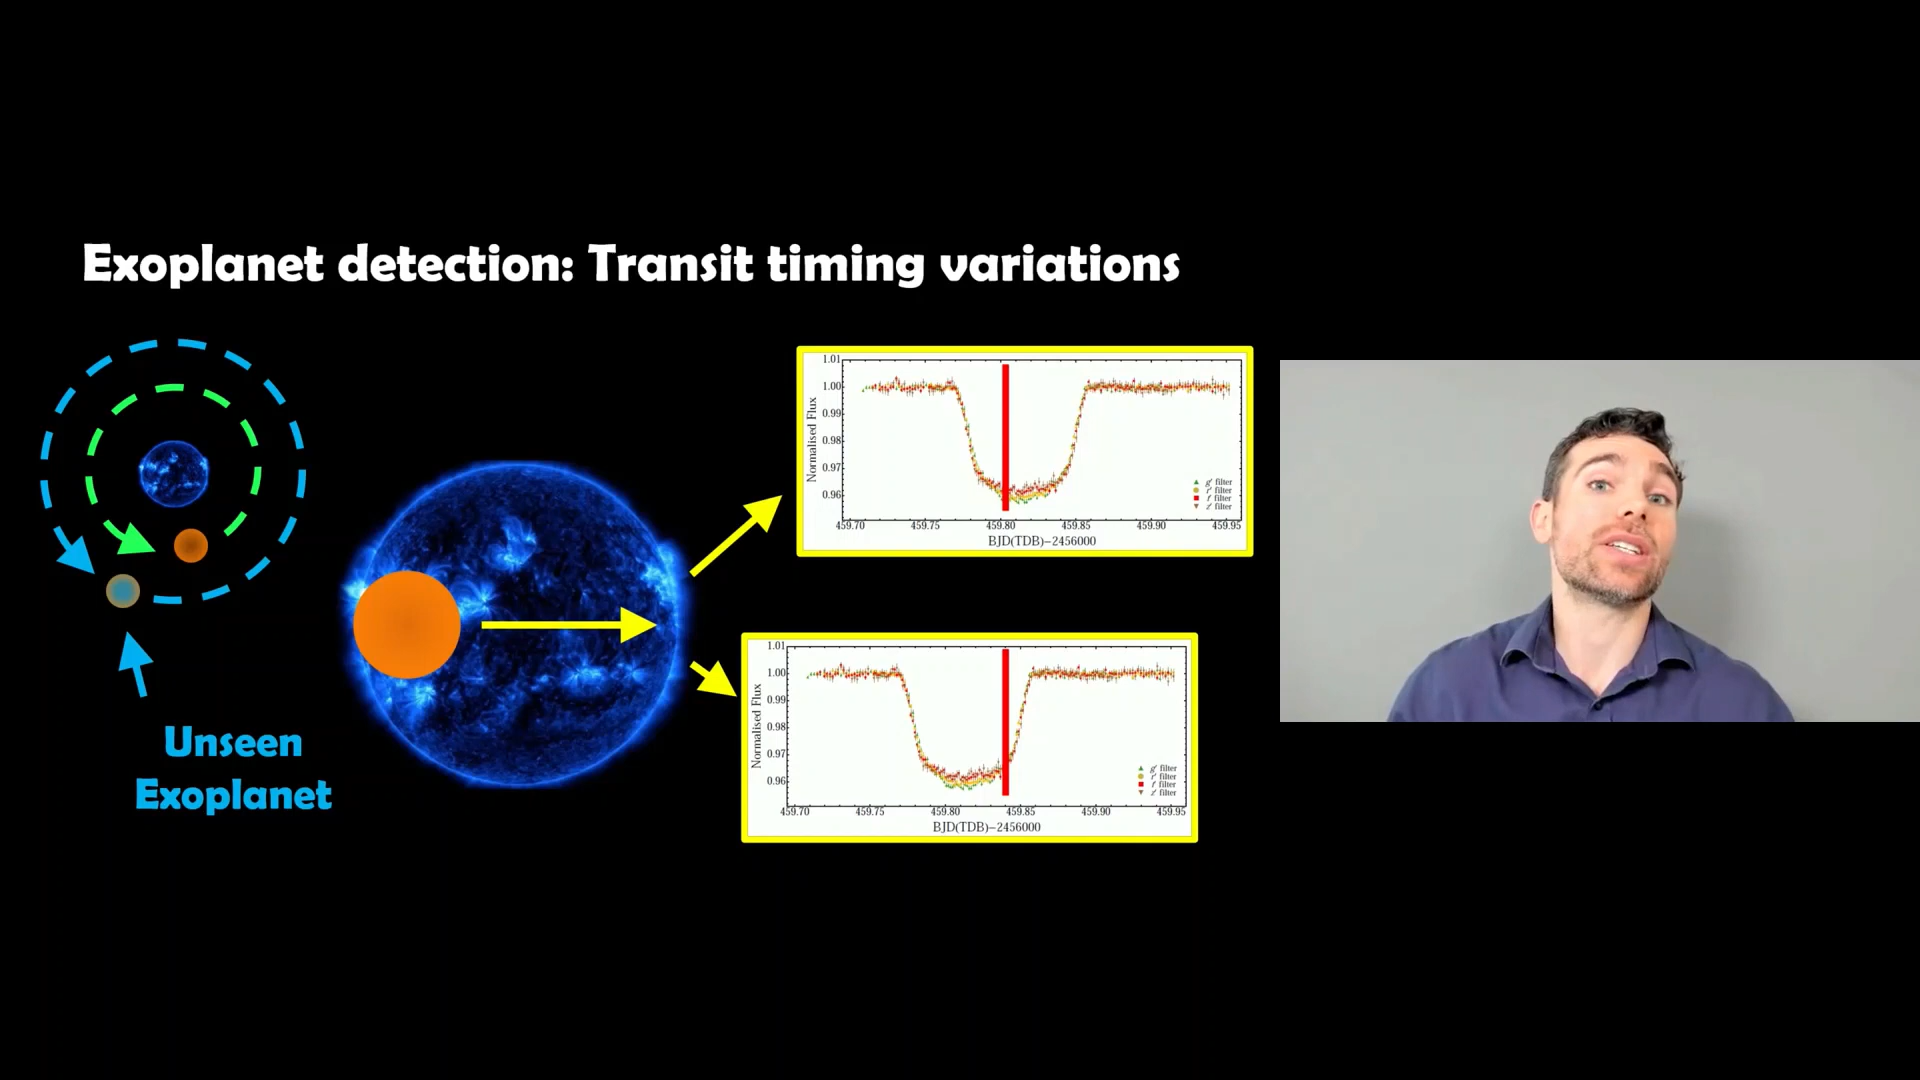 Exoplanet detection: Transit timing variations
1.01
1.00
0.99
0.98
0.97
0.96
Normalised Flux
g' filter
r' filter
i' filter
z' filter
459.70 459.75 459.80 459.85 459.90 459.95
BJD(TDB)−2456000
1.01
1.00
0.99
0.98
0.97
0.96
Normalised Flux
g' filter
r' filter
i' filter
z' filter
459.70 459.75 459.80 459.85 459.90 459.95
BJD(TDB)−2456000
Unseen
Exoplanet